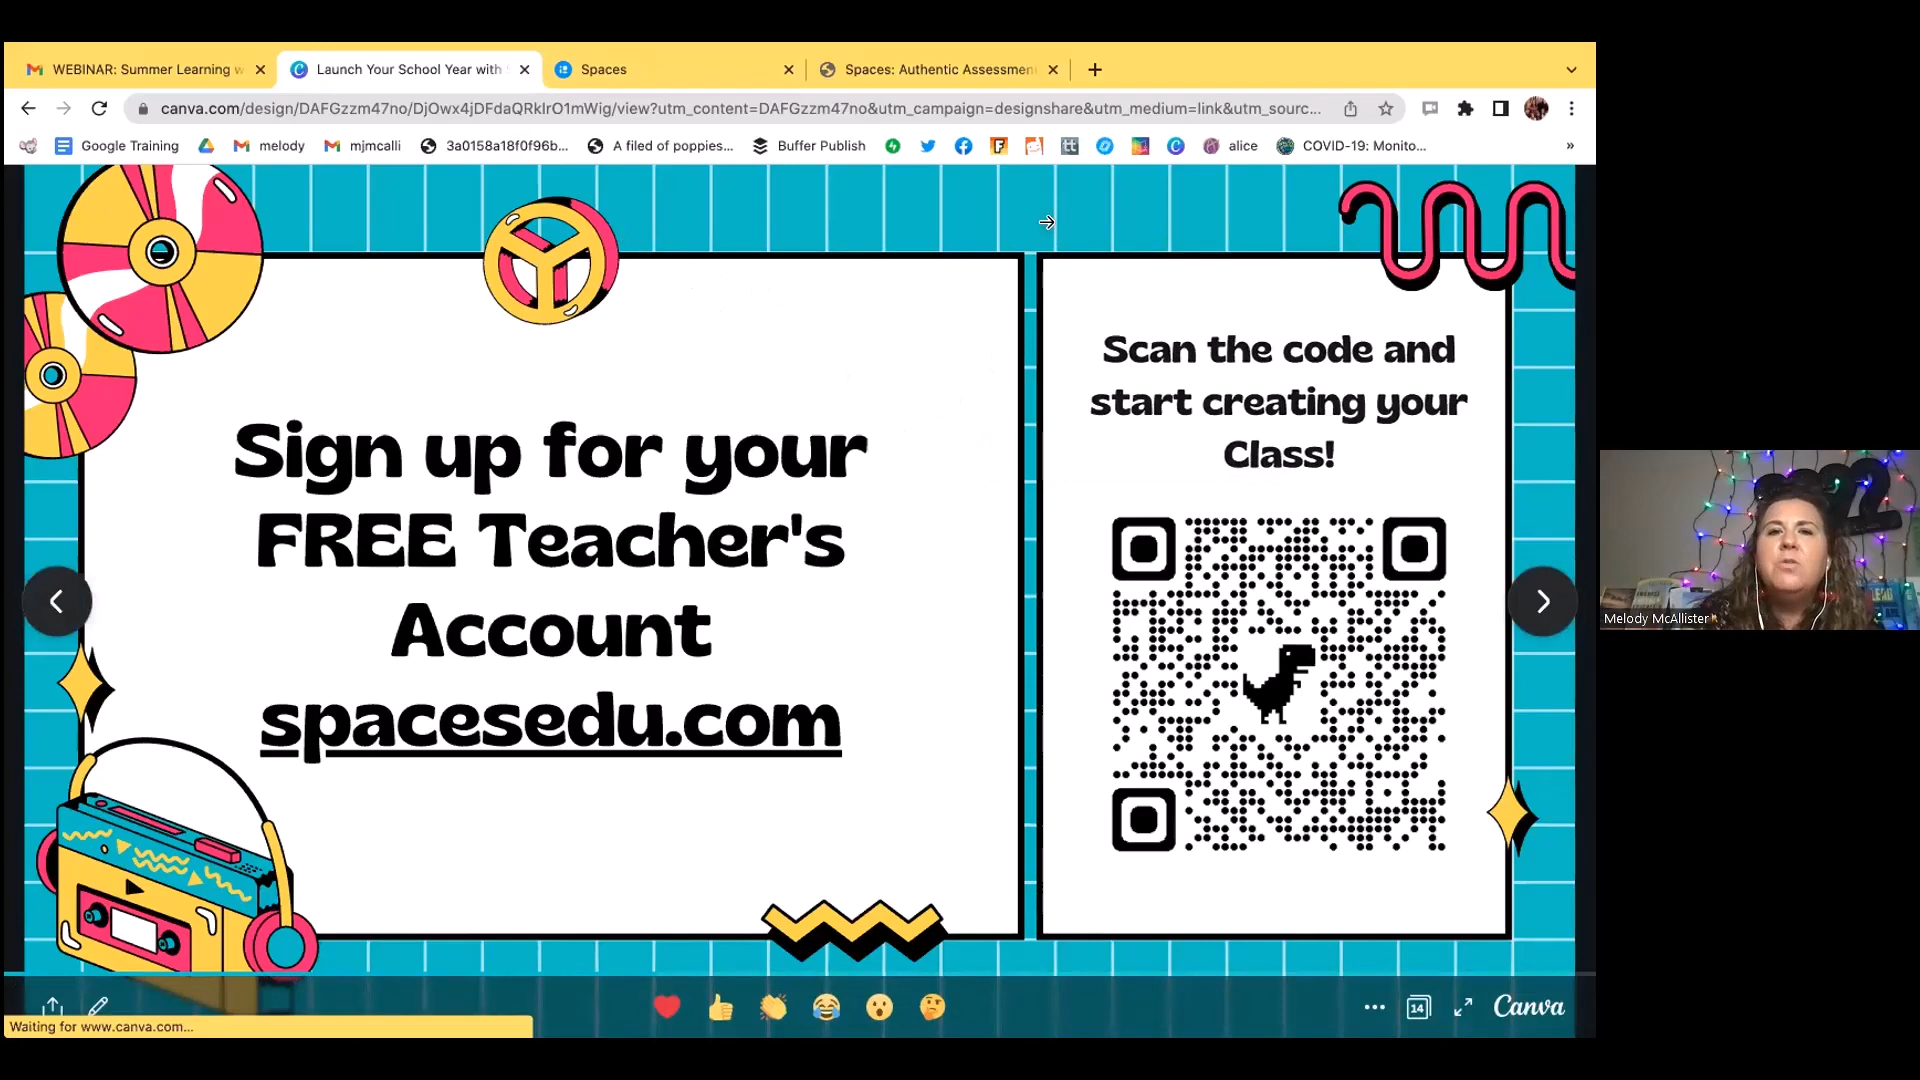 WEBINAR: Summer Learning w
Launch Your School Year with S
Spaces
Spaces: Authentic Assessmen
canva.com/design/DAFGzzm47no/DjOwx4jDFdaQRkIrO1mWig/view?utm_content=DAFGzzm47no&utm_campaign=designshare&utm_medium=link&utm_sourc...
Google Training
melody
mjmcalli
3a0158a18f0f96b...
A filed of poppies...
Buffer Publish
alice
COVID-19: Monito...
Sign up for your
FREE Teacher's
Account
spacesedu.com
Scan the code and
start creating your
Class!
Melody McAllister
14
Canva
Waiting for www.canva.com...